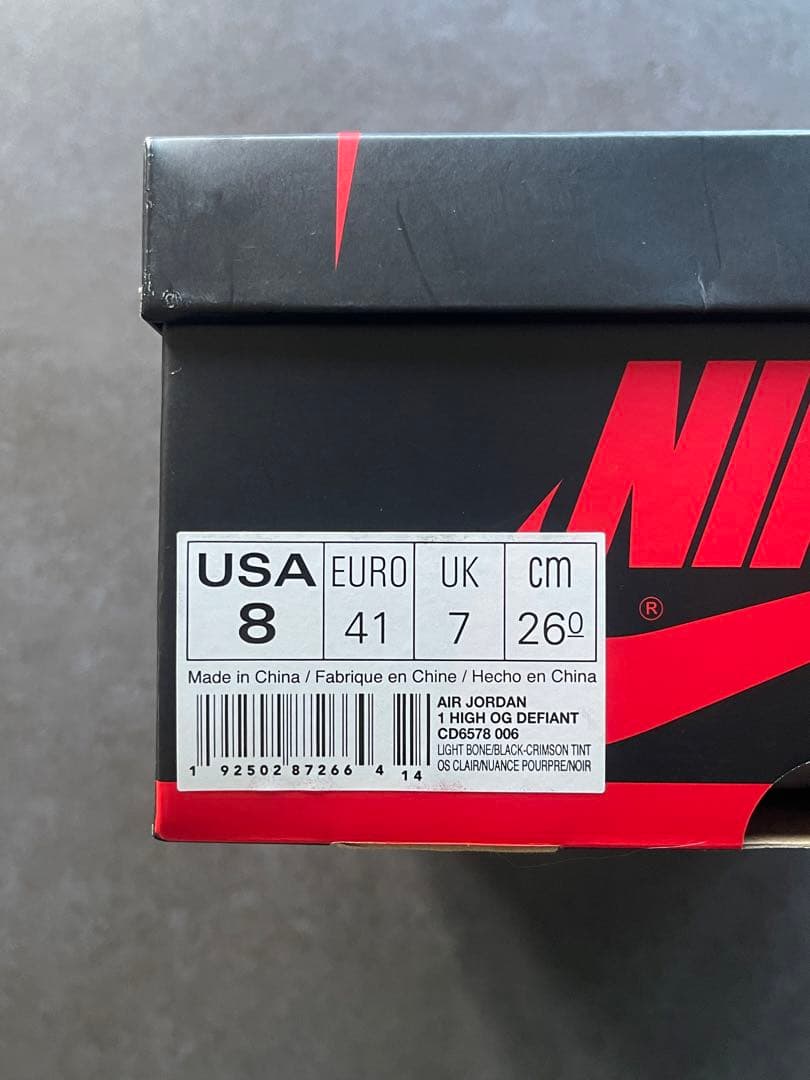 NI
®
USA EURO UK cm
8 41 7 260
Made in China / Fabrique en Chine / Hecho en China
AIR JORDAN
1 HIGH OG DEFIANT
CD6578 006
LIGHT BONE/BLACK-CRIMSON TINT
OS CLAIR/NUANCE POURPRE/NOIR
1 92502 87266 4 14